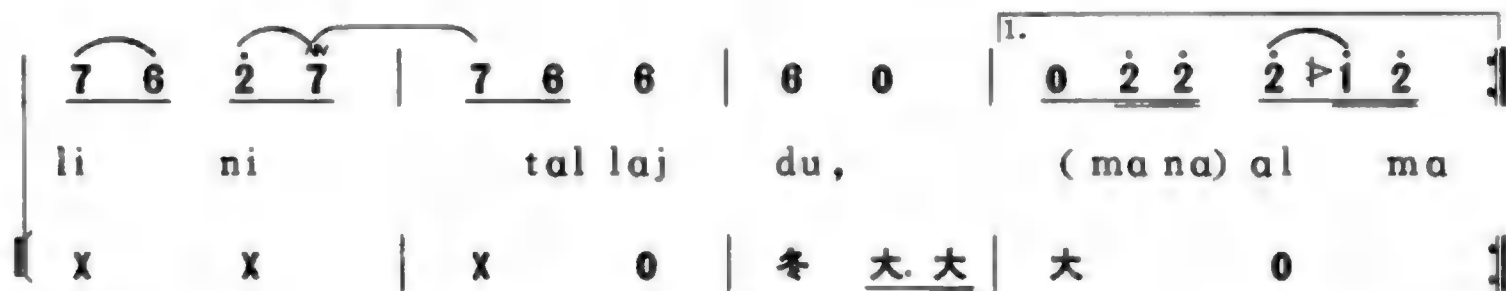 1.
7 6 2̇ 7 | 7 6 6 | 6 0 | 0 2̇ 2̇ 2̇ 1̇ 2̇
li ni tal laj du, (ma na) al ma
X X | X 0 | 冬 大. 大 | 大 0